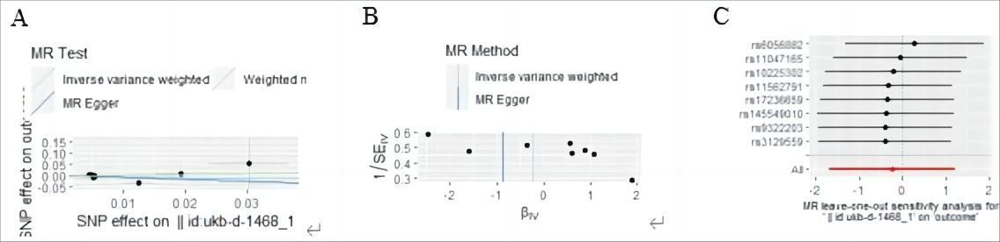 A
MR Test
Inverse variance weighted
Weighted n
MR Egger
SNP effect on out
0.15
0.10
0.05
0.00
-0.05
0.01
0.02
0.03
SNP effect on || id:ukb-d-1468_1
B
MR Method
Inverse variance weighted
MR Egger
1/SEIV
0.6
0.5
0.4
0.3
-2
-1
0
1
2
βIV
C
rs6056882
rs11047165
rs10225302
rs11562791
rs17236659
rs145549010
rs9322203
rs3129559
All
-2
-1
0
1
2
MR leave-one-out sensitivity analysis for
'|| id:ukb-d-1468_1' on 'outcome'